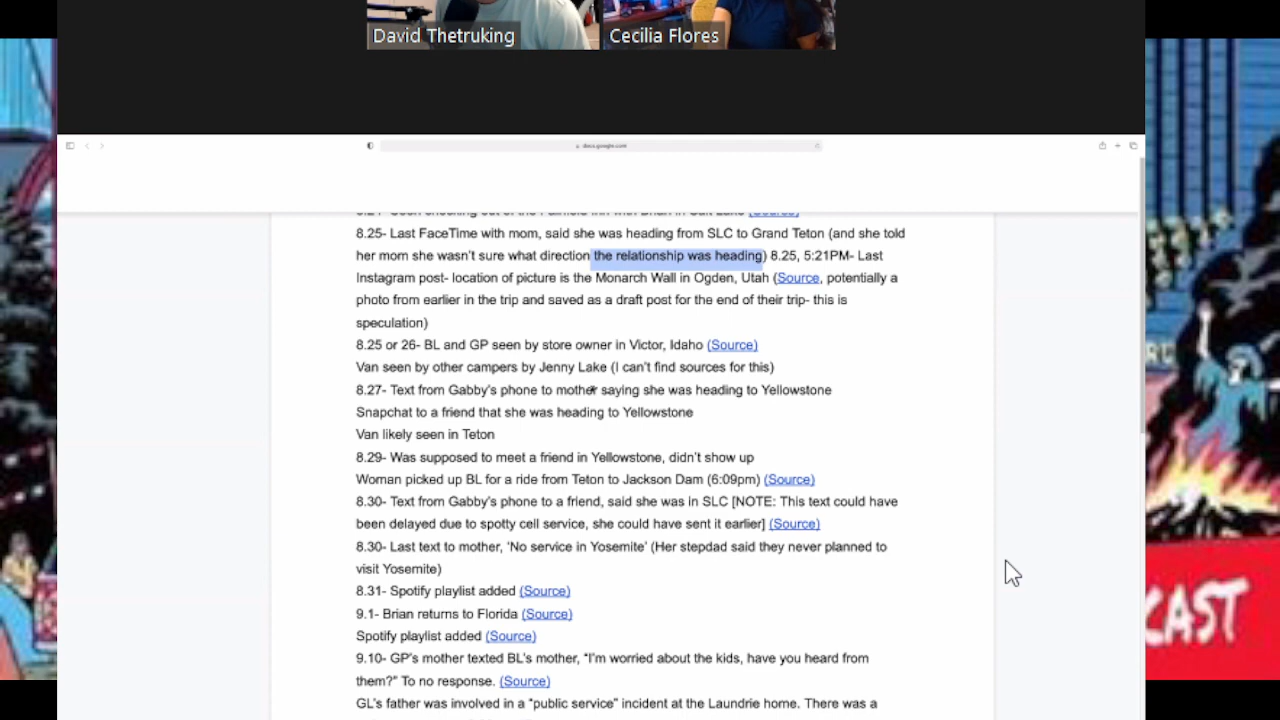 David Thetruking
Cecilia Flores
docs.google.com
8.25- Last FaceTime with mom, said she was heading from SLC to Grand Teton (and she told
her mom she wasn't sure what direction the relationship was heading) 8.25, 5:21PM- Last
Instagram post- location of picture is the Monarch Wall in Ogden, Utah (Source, potentially a
photo from earlier in the trip and saved as a draft post for the end of their trip- this is
speculation)
8.25 or 26- BL and GP seen by store owner in Victor, Idaho (Source)
Van seen by other campers by Jenny Lake (I can't find sources for this)
8.27- Text from Gabby's phone to mother saying she was heading to Yellowstone
Snapchat to a friend that she was heading to Yellowstone
Van likely seen in Teton
8.29- Was supposed to meet a friend in Yellowstone, didn't show up
Woman picked up BL for a ride from Teton to Jackson Dam (6:09pm) (Source)
8.30- Text from Gabby's phone to a friend, said she was in SLC [NOTE: This text could have
been delayed due to spotty cell service, she could have sent it earlier] (Source)
8.30- Last text to mother, 'No service in Yosemite' (Her stepdad said they never planned to
visit Yosemite)
8.31- Spotify playlist added (Source)
9.1- Brian returns to Florida (Source)
Spotify playlist added (Source)
9.10- GP's mother texted BL's mother, "I'm worried about the kids, have you heard from
them?" To no response. (Source)
GL's father was involved in a "public service" incident at the Laundrie home. There was a
CAST